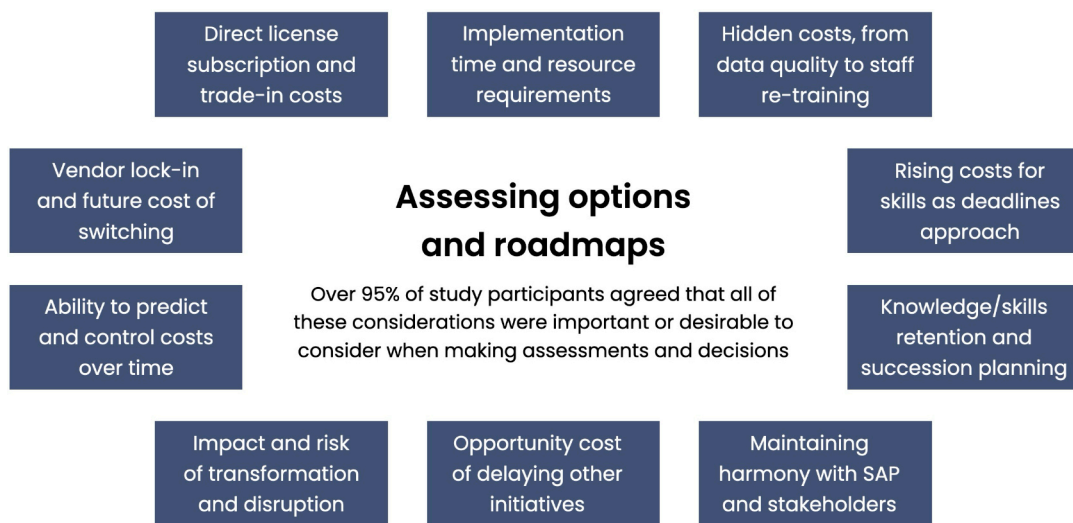 Direct license
subscription and
trade-in costs
Implementation
time and resource
requirements
Hidden costs, from
data quality to staff
re-training
Vendor lock-in
and future cost of
switching
Assessing options
and roadmaps
Over 95% of study participants agreed that all of
these considerations were important or desirable to
consider when making assessments and decisions
Rising costs for
skills as deadlines
approach
Ability to predict
and control costs
over time
Knowledge/skills
retention and
succession planning
Impact and risk
of transformation
and disruption
Opportunity cost
of delaying other
initiatives
Maintaining
harmony with SAP
and stakeholders